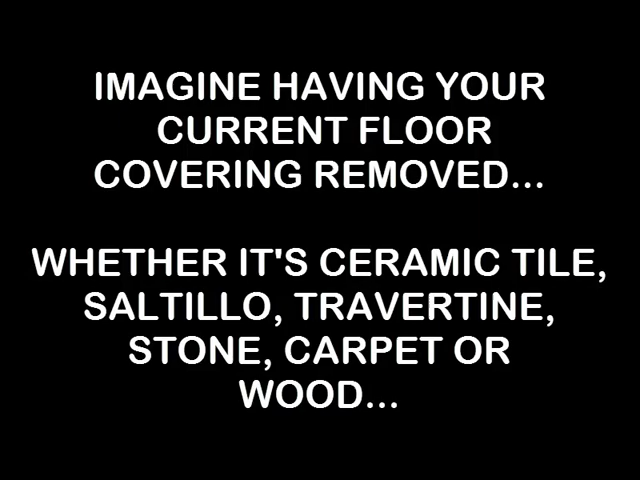 IMAGINE HAVING YOUR
CURRENT FLOOR
COVERING REMOVED...
WHETHER IT'S CERAMIC TILE,
SALTILLO, TRAVERTINE,
STONE, CARPET OR
WOOD...